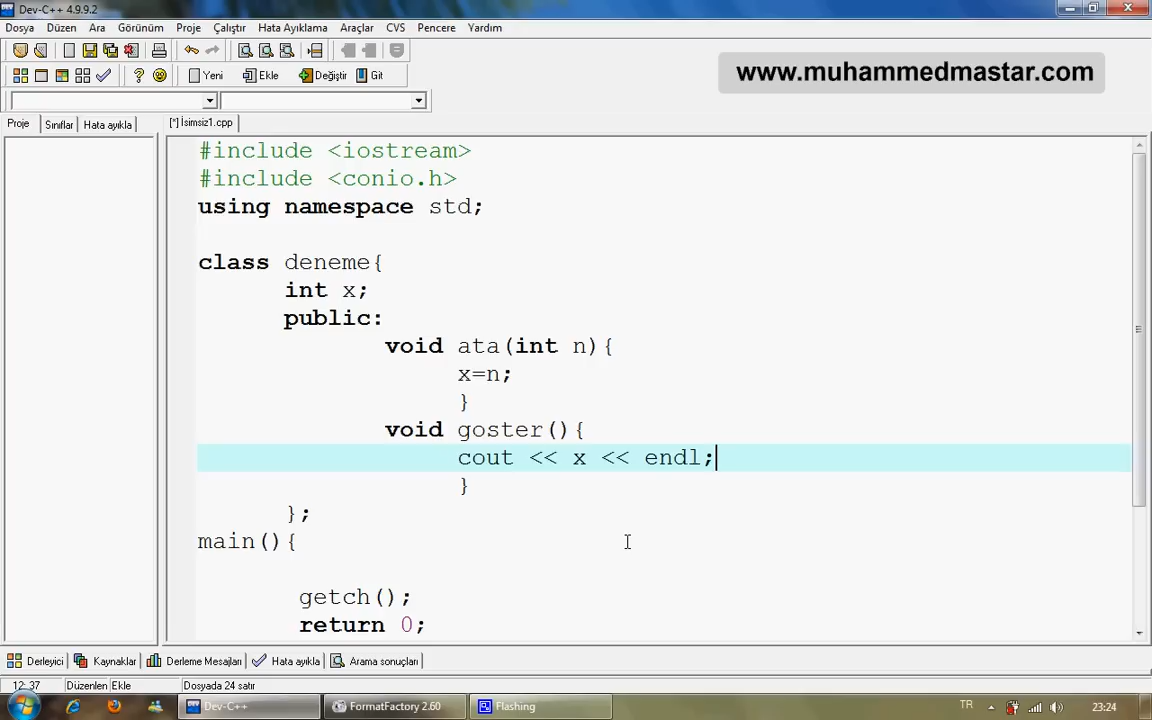 Dev-C++ 4.9.9.2
Dosya Düzen Ara Görünüm Proje Çalıştır Hata Ayıklama Araçlar CVS Pencere Yardım
Yeni Ekle Değiştir Git
www.muhammedmastar.com
Proje Sınıflar Hata ayıkla
[*] İsimsiz1.cpp
#include <iostream>
#include <conio.h>
using namespace std;
class deneme{
int x;
public:
void ata(int n){
x=n;
}
void goster(){
cout << x << endl;
}
};
main(){
getch();
return 0;
Derleyici Kaynaklar Derleme Mesajları Hata ayıkla Arama sonuçları
12: 37 Düzenlen Ekle Dosyada 24 satır
Dev-C++ FormatFactory 2.60 Flashing TR 23:24